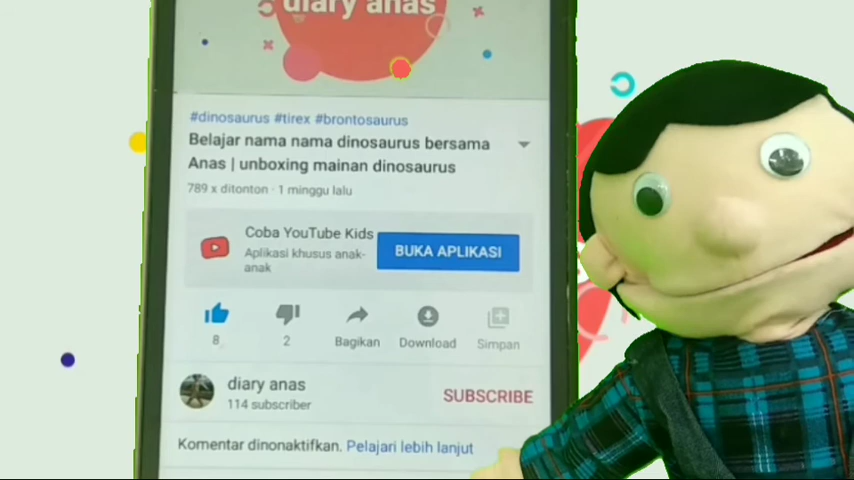 diary anas
#dinosaurus #tirex #brontosaurus
Belajar nama nama dinosaurus bersama
Anas | unboxing mainan dinosaurus
789 x ditonton · 1 minggu lalu
Coba YouTube Kids
Aplikasi khusus anak-
anak
BUKA APLIKASI
8
2
Bagikan
Download
Simpan
diary anas
114 subscriber
SUBSCRIBE
Komentar dinonaktifkan. Pelajari lebih lanjut